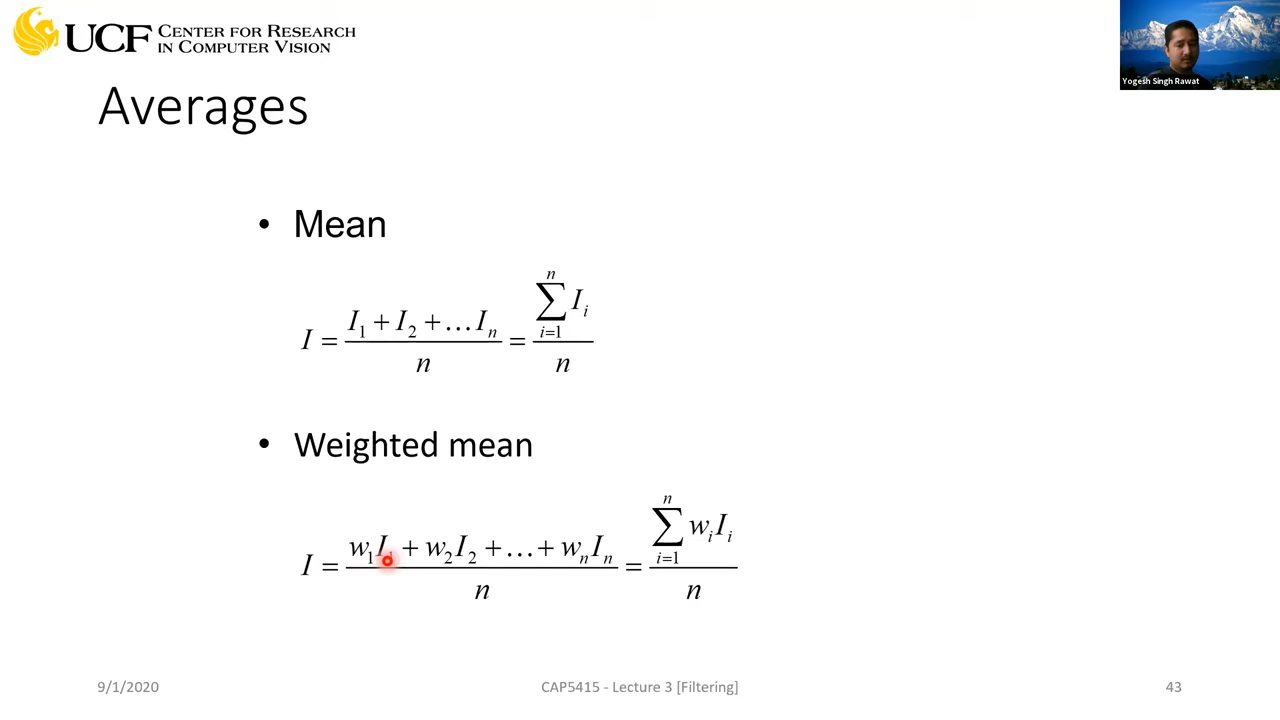 UCF CENTER FOR RESEARCH
IN COMPUTER VISION
Yogesh Singh Rawat
Averages
• Mean
I = (I₁ + I₂ + … Iₙ) / n = (∑ᵢ₌₁ⁿ Iᵢ) / n
• Weighted mean
I = (w₁I₁ + w₂I₂ + … + wₙIₙ) / n = (∑ᵢ₌₁ⁿ wᵢIᵢ) / n
9/1/2020
CAP5415 - Lecture 3 [Filtering]
43